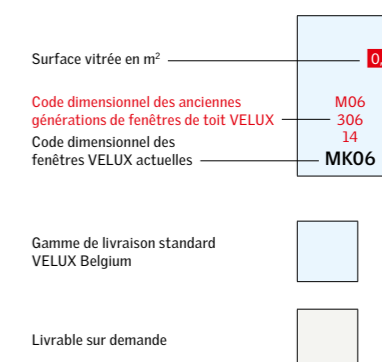 Surface vitrée en m²
0,
Code dimensionnel des anciennes
générations de fenêtres de toit VELUX
M06
306
14
Code dimensionnel des
fenêtres VELUX actuelles
MK06
Gamme de livraison standard
VELUX Belgium
Livrable sur demande